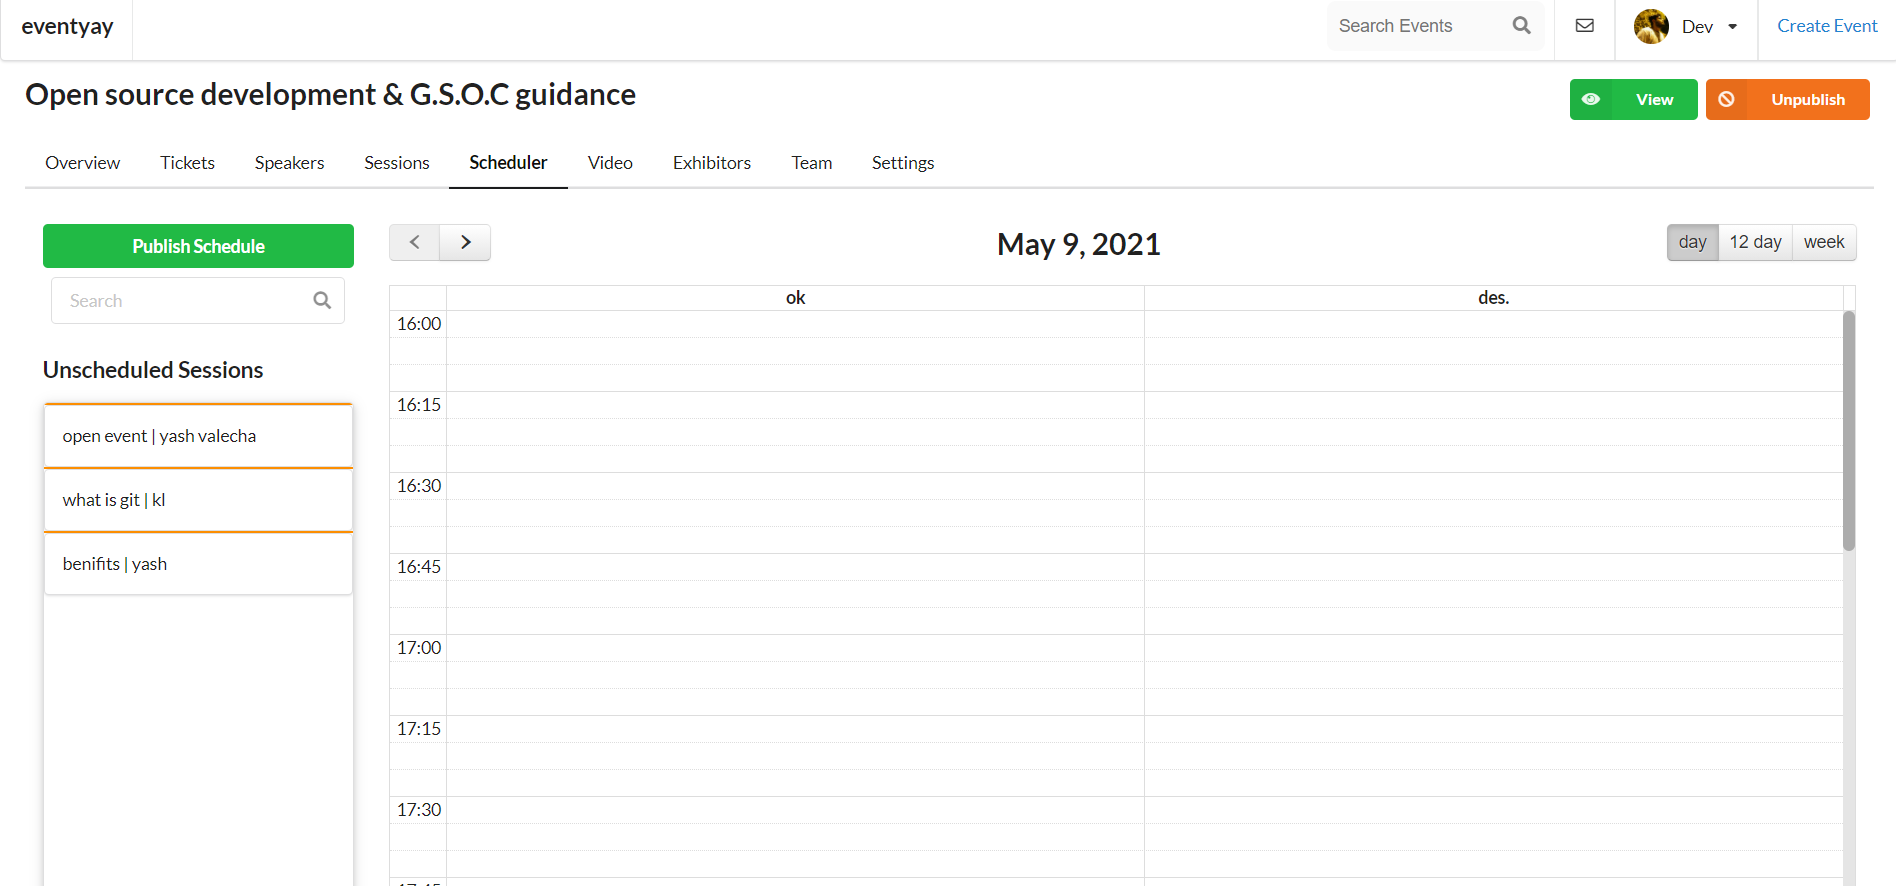 eventyay
Search Events
Dev
Create Event
Open source development & G.S.O.C guidance
View
Unpublish
Overview
Tickets
Speakers
Sessions
Scheduler
Video
Exhibitors
Team
Settings
Publish Schedule
Search
Unscheduled Sessions
open event | yash valecha
what is git | kl
benifits | yash
May 9, 2021
day
12 day
week
ok
des.
16:00
16:15
16:30
16:45
17:00
17:15
17:30
17:45